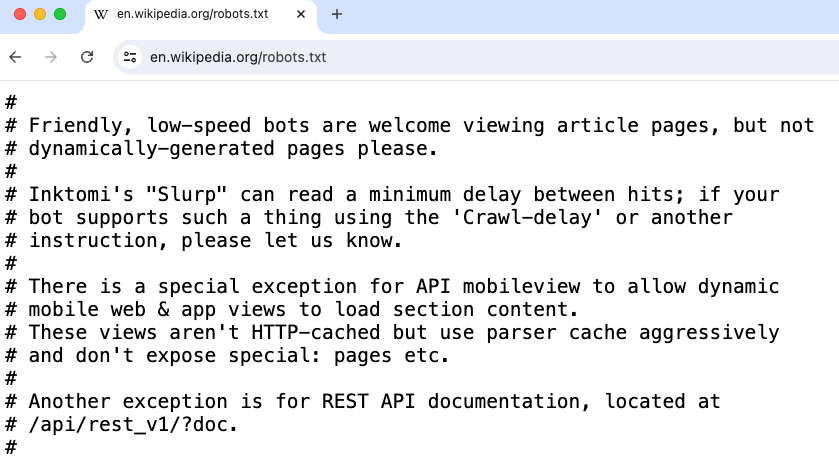 W en.wikipedia.org/robots.txt
en.wikipedia.org/robots.txt
#
# Friendly, low-speed bots are welcome viewing article pages, but not
# dynamically-generated pages please.
#
# Inktomi's "Slurp" can read a minimum delay between hits; if your
# bot supports such a thing using the 'Crawl-delay' or another
# instruction, please let us know.
#
# There is a special exception for API mobileview to allow dynamic
# mobile web & app views to load section content.
# These views aren't HTTP-cached but use parser cache aggressively
# and don't expose special: pages etc.
#
# Another exception is for REST API documentation, located at
# /api/rest_v1/?doc.
#